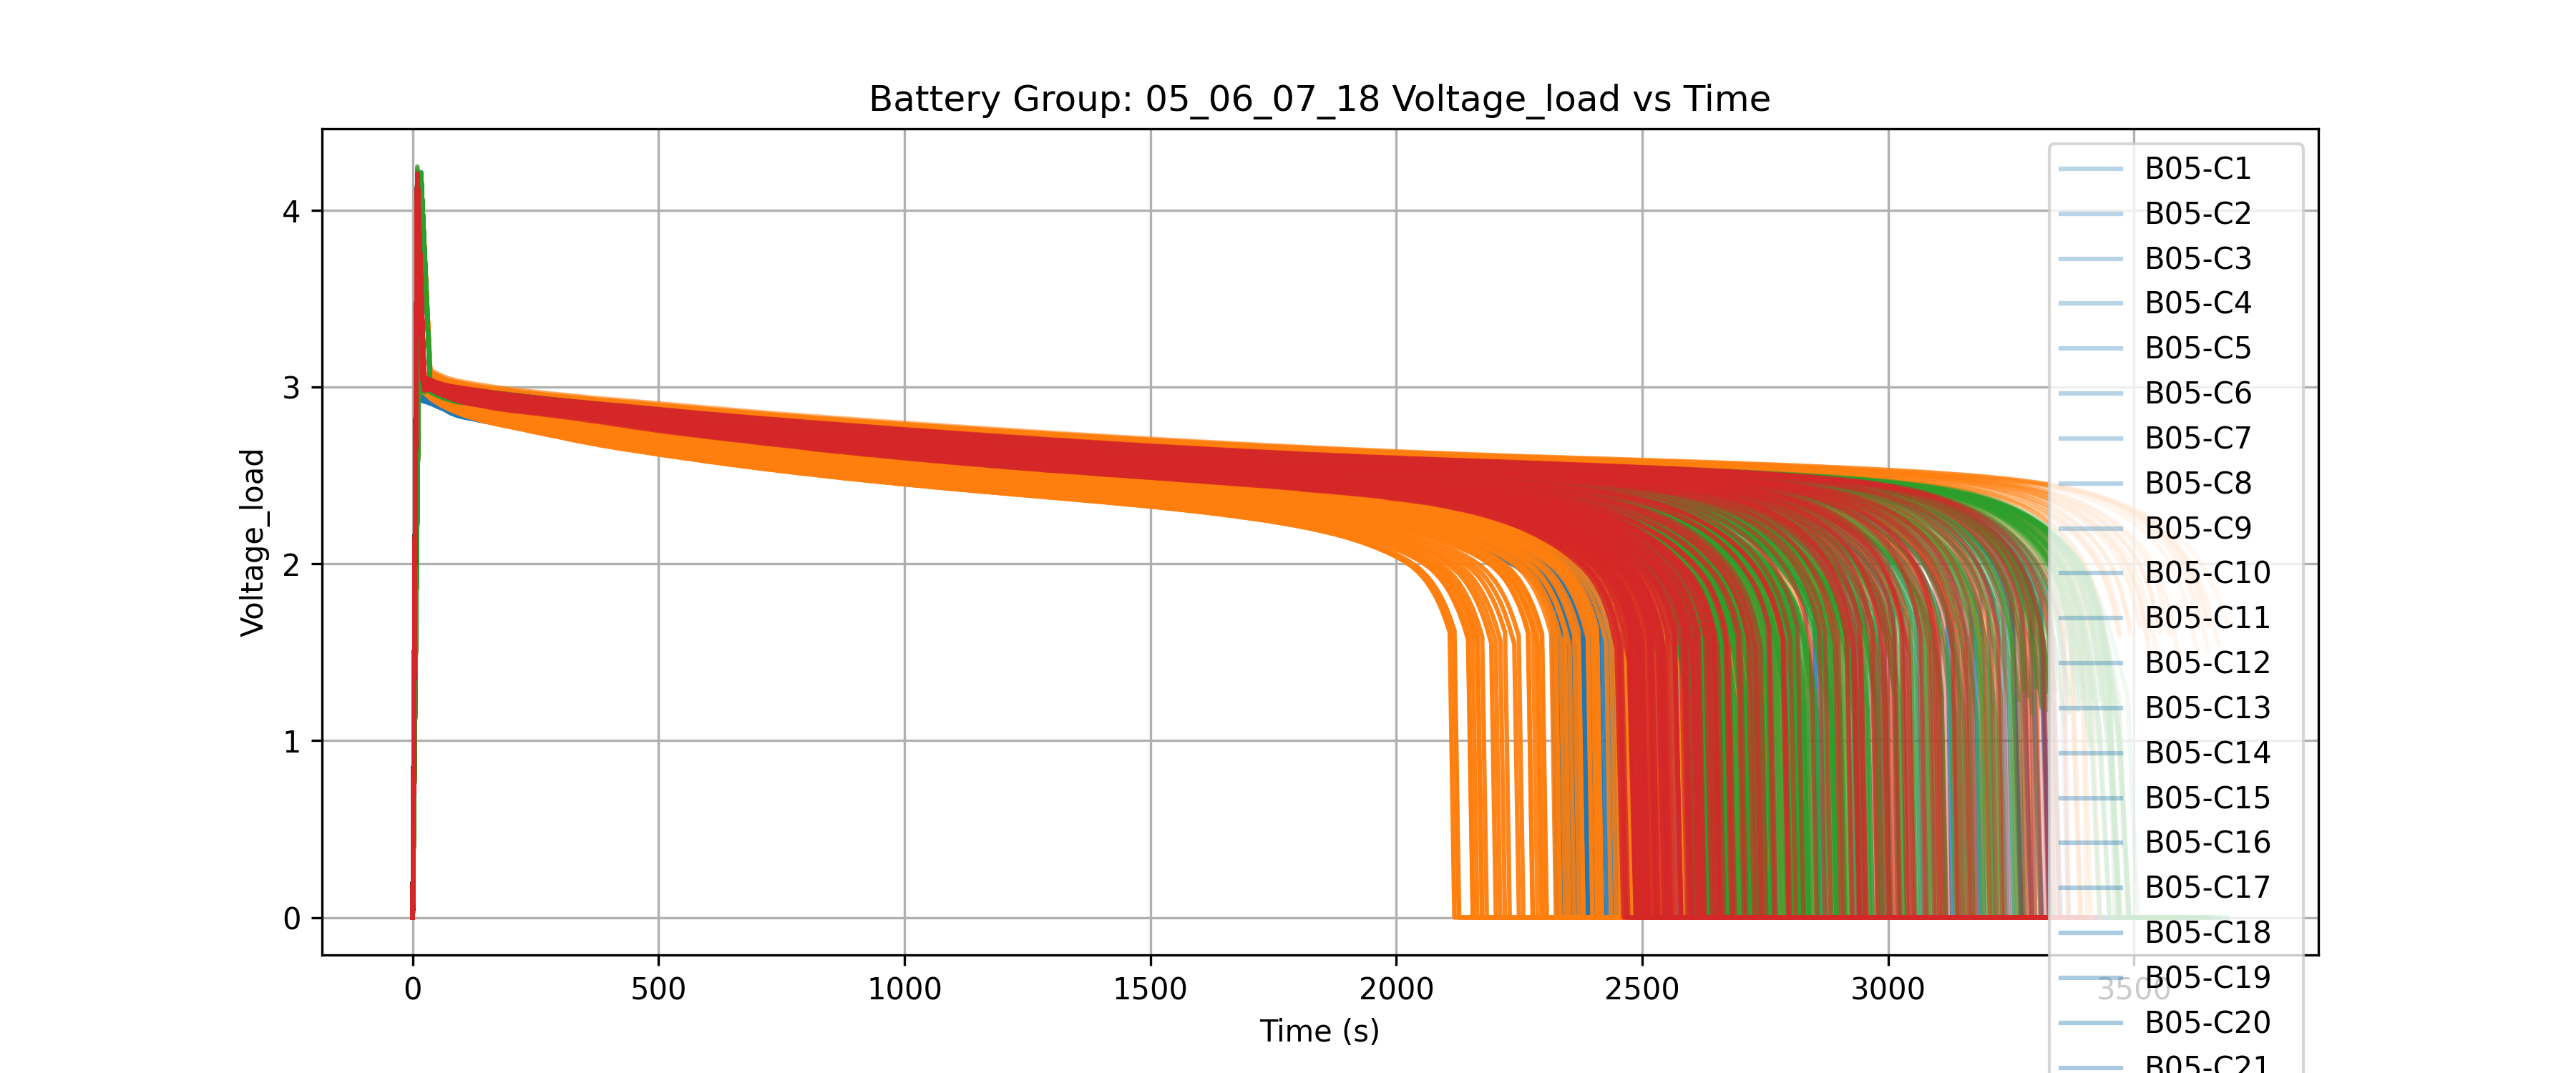 Battery Group: 05_06_07_18 Voltage_load vs Time
Voltage_load
4
3
2
1
0
0 500 1000 1500 2000 2500 3000 3500
Time (s)
B05-C1
B05-C2
B05-C3
B05-C4
B05-C5
B05-C6
B05-C7
B05-C8
B05-C9
B05-C10
B05-C11
B05-C12
B05-C13
B05-C14
B05-C15
B05-C16
B05-C17
B05-C18
B05-C19
B05-C20
B05-C21